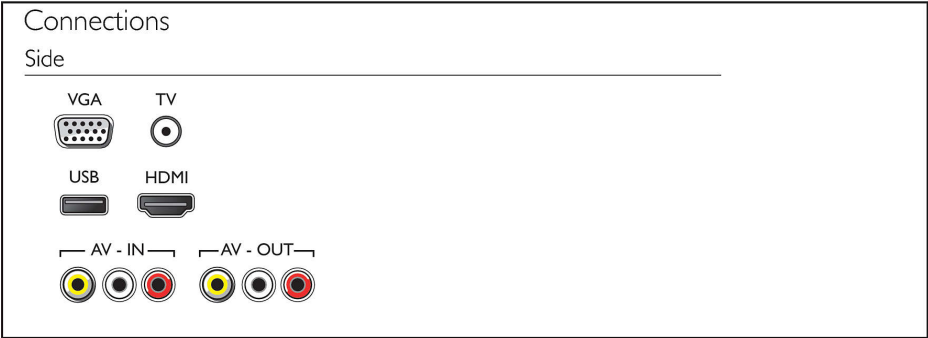 Connections
Side
VGA TV
USB HDMI
AV - IN AV - OUT